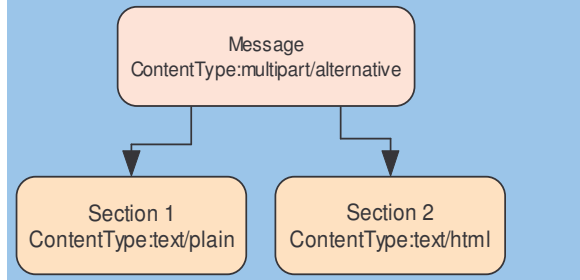 Message
ContentType:multipart/alternative
Section 1
ContentType:text/plain
Section 2
ContentType:text/html